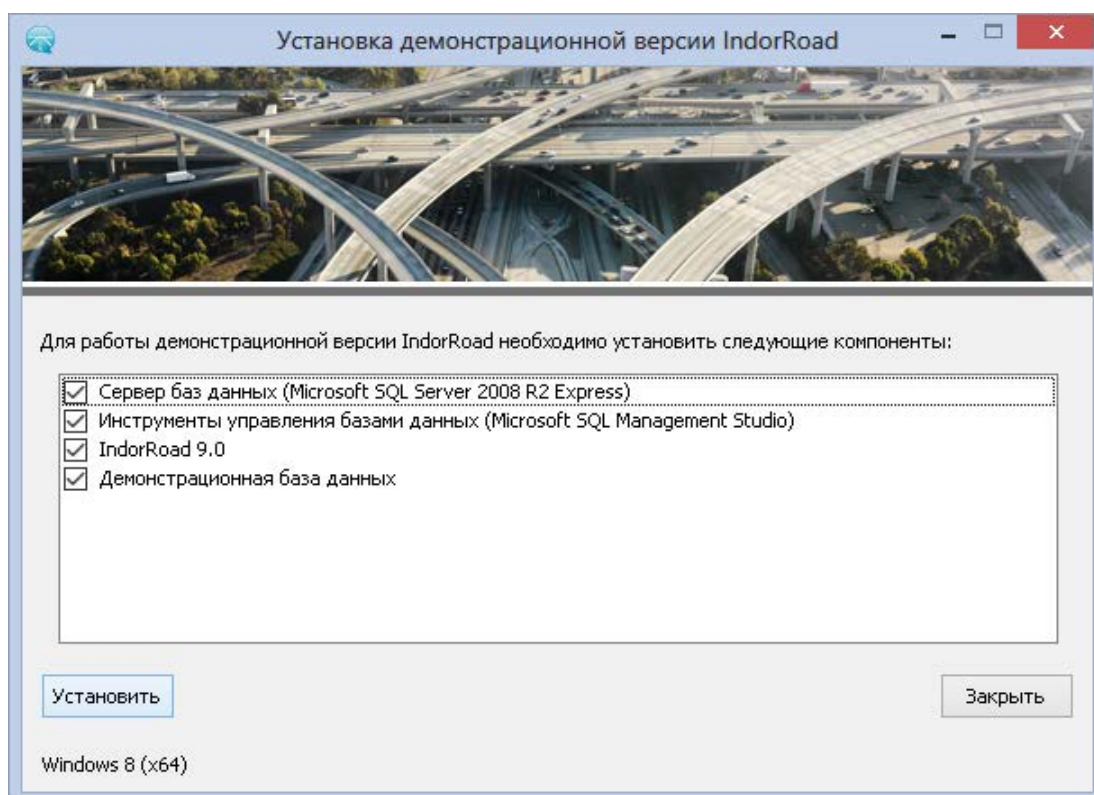 Установка демонстрационной версии IndorRoad
Для работы демонстрационной версии IndorRoad необходимо установить следующие компоненты:
Сервер баз данных (Microsoft SQL Server 2008 R2 Express)
Инструменты управления базами данных (Microsoft SQL Management Studio)
IndorRoad 9.0
Демонстрационная база данных
Установить
Закрыть
Windows 8 (x64)